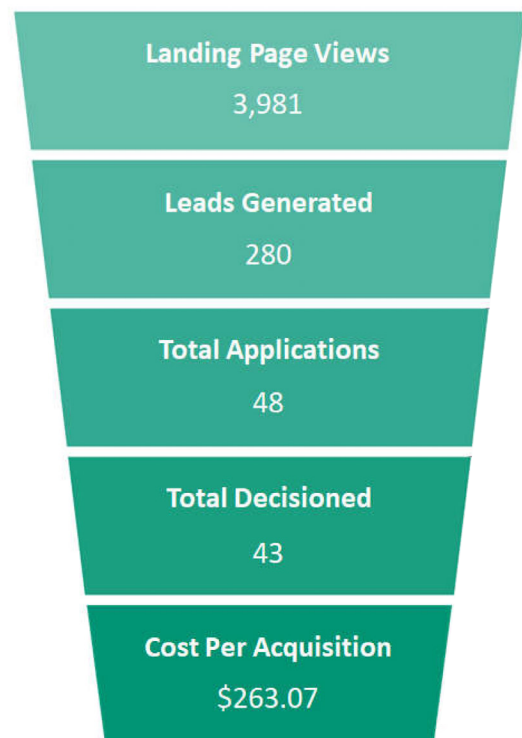 Landing Page Views
3,981
Leads Generated
280
Total Applications
48
Total Decisioned
43
Cost Per Acquisition
$263.07